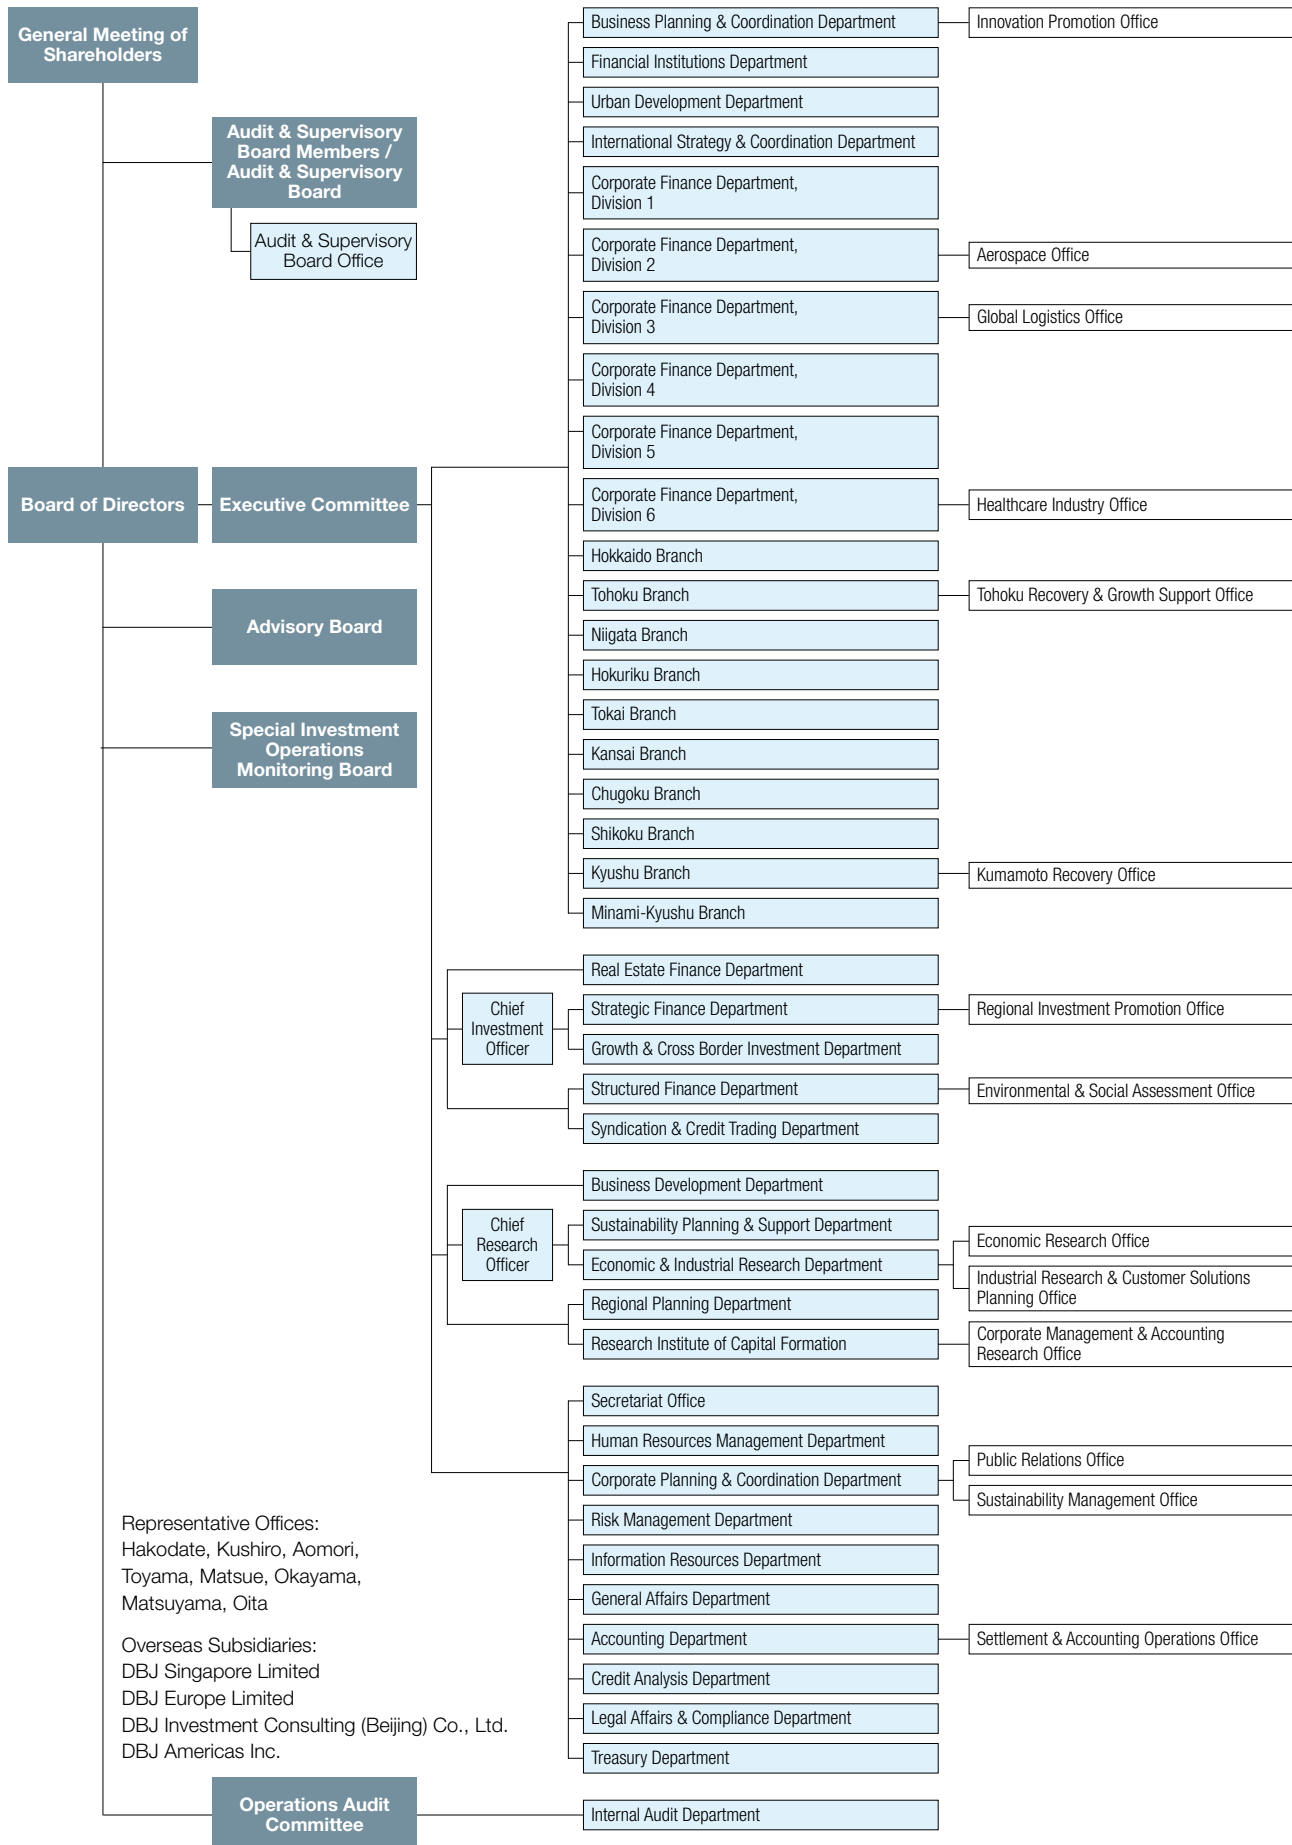 General Meeting of
Shareholders
Audit & Supervisory
Board Members /
Audit & Supervisory
Board
Audit & Supervisory
Board Office
Board of Directors
Executive Committee
Advisory Board
Special Investment
Operations
Monitoring Board
Business Planning & Coordination Department
Innovation Promotion Office
Financial Institutions Department
Urban Development Department
International Strategy & Coordination Department
Corporate Finance Department,
Division 1
Corporate Finance Department,
Division 2
Aerospace Office
Corporate Finance Department,
Division 3
Global Logistics Office
Corporate Finance Department,
Division 4
Corporate Finance Department,
Division 5
Corporate Finance Department,
Division 6
Healthcare Industry Office
Hokkaido Branch
Tohoku Branch
Tohoku Recovery & Growth Support Office
Niigata Branch
Hokuriku Branch
Tokai Branch
Kansai Branch
Chugoku Branch
Shikoku Branch
Kyushu Branch
Kumamoto Recovery Office
Minami-Kyushu Branch
Real Estate Finance Department
Chief
Investment
Officer
Strategic Finance Department
Regional Investment Promotion Office
Growth & Cross Border Investment Department
Structured Finance Department
Environmental & Social Assessment Office
Syndication & Credit Trading Department
Business Development Department
Chief
Research
Officer
Sustainability Planning & Support Department
Economic & Industrial Research Department
Economic Research Office
Industrial Research & Customer Solutions
Planning Office
Regional Planning Department
Research Institute of Capital Formation
Corporate Management & Accounting
Research Office
Secretariat Office
Human Resources Management Department
Corporate Planning & Coordination Department
Public Relations Office
Sustainability Management Office
Risk Management Department
Information Resources Department
General Affairs Department
Accounting Department
Settlement & Accounting Operations Office
Credit Analysis Department
Legal Affairs & Compliance Department
Treasury Department
Representative Offices:
Hakodate, Kushiro, Aomori,
Toyama, Matsue, Okayama,
Matsuyama, Oita
Overseas Subsidiaries:
DBJ Singapore Limited
DBJ Europe Limited
DBJ Investment Consulting (Beijing) Co., Ltd.
DBJ Americas Inc.
Operations Audit
Committee
Internal Audit Department